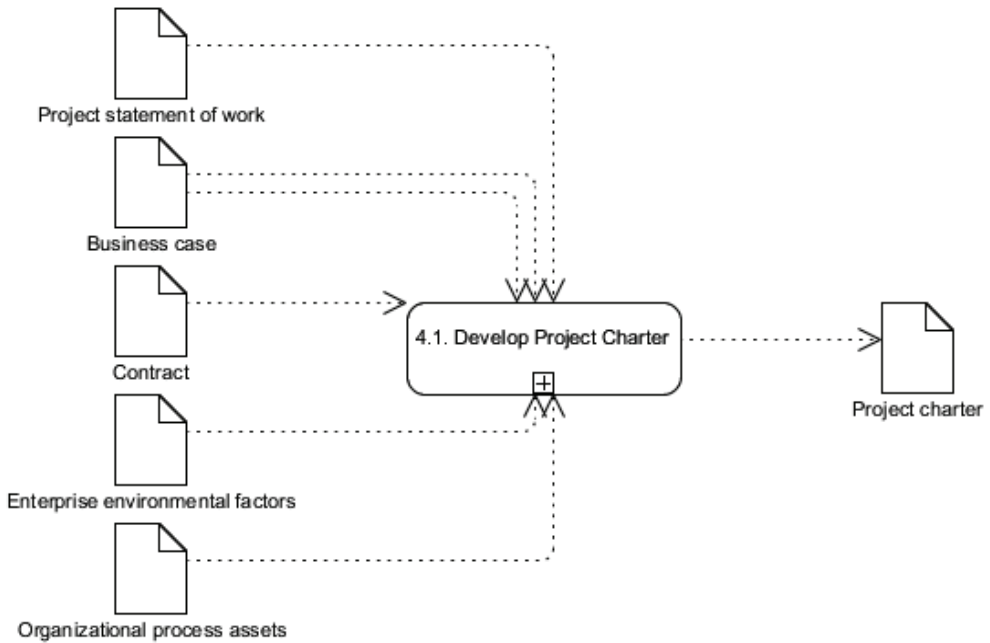 Project statement of work
Business case
Contract
4.1. Develop Project Charter
Project charter
Enterprise environmental factors
Organizational process assets